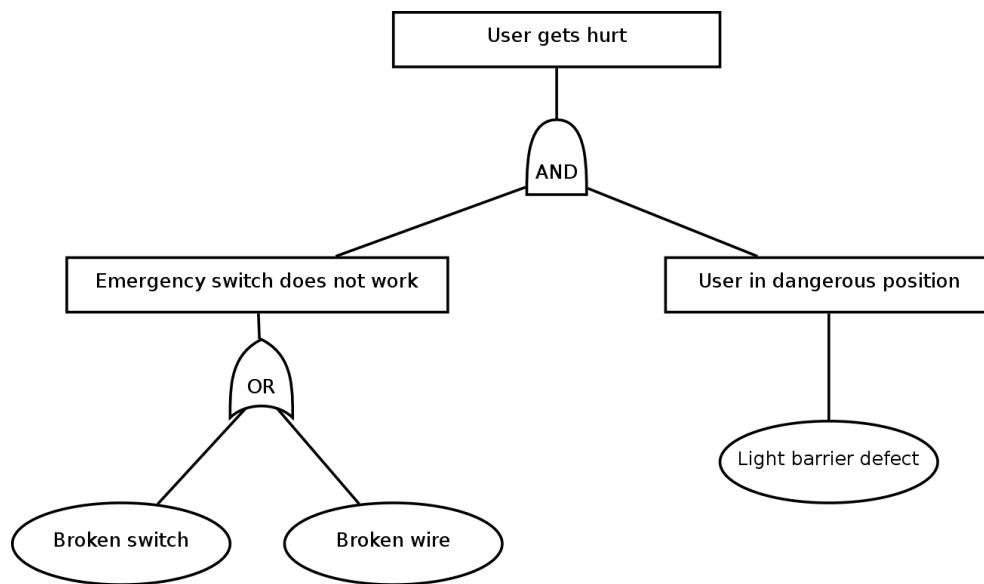 User gets hurt
AND
Emergency switch does not work
User in dangerous position
OR
Light barrier defect
Broken switch
Broken wire